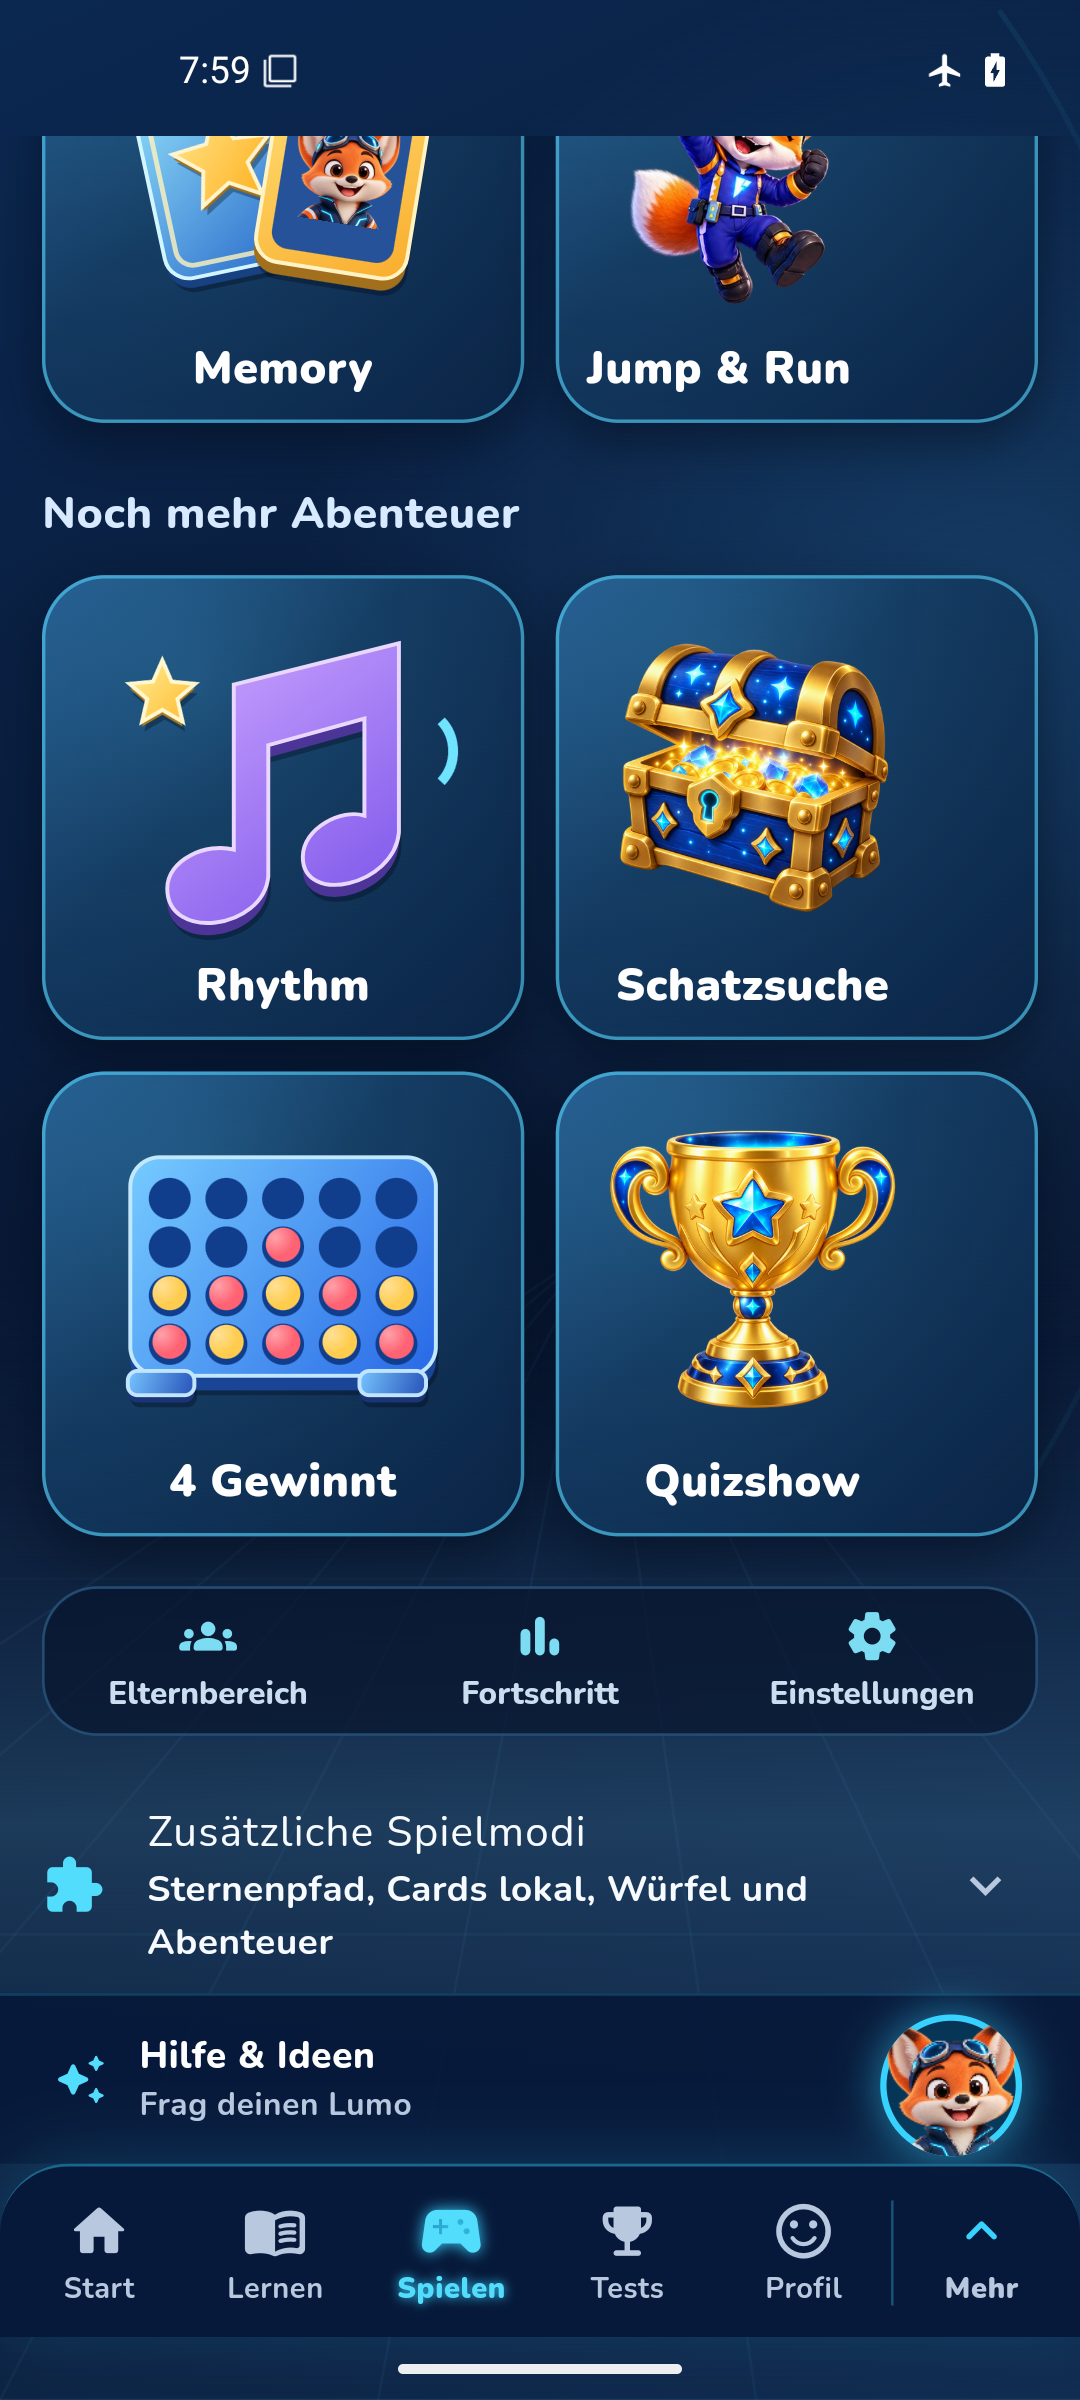 7:59
Memory
Jump & Run
Noch mehr Abenteuer
Rhythm
Schatzsuche
4 Gewinnt
Quizshow
Elternbereich
Fortschritt
Einstellungen
Zusätzliche Spielmodi
Sternenpfad, Cards lokal, Würfel und
Abenteuer
Hilfe & Ideen
Frag deinen Lumo
Start
Lernen
Spielen
Tests
Profil
Mehr